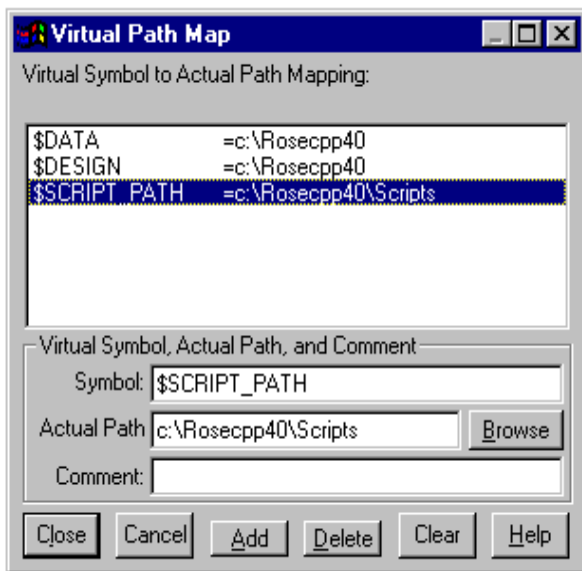 Virtual Path Map
Virtual Symbol to Actual Path Mapping:
$DATA =c:\Rosecpp40
$DESIGN =c:\Rosecpp40
$SCRIPT_PATH =c:\Rosecpp40\Scripts
Virtual Symbol, Actual Path, and Comment
Symbol: $SCRIPT_PATH
Actual Path c:\Rosecpp40\Scripts Browse
Comment:
Close Cancel Add Delete Clear Help